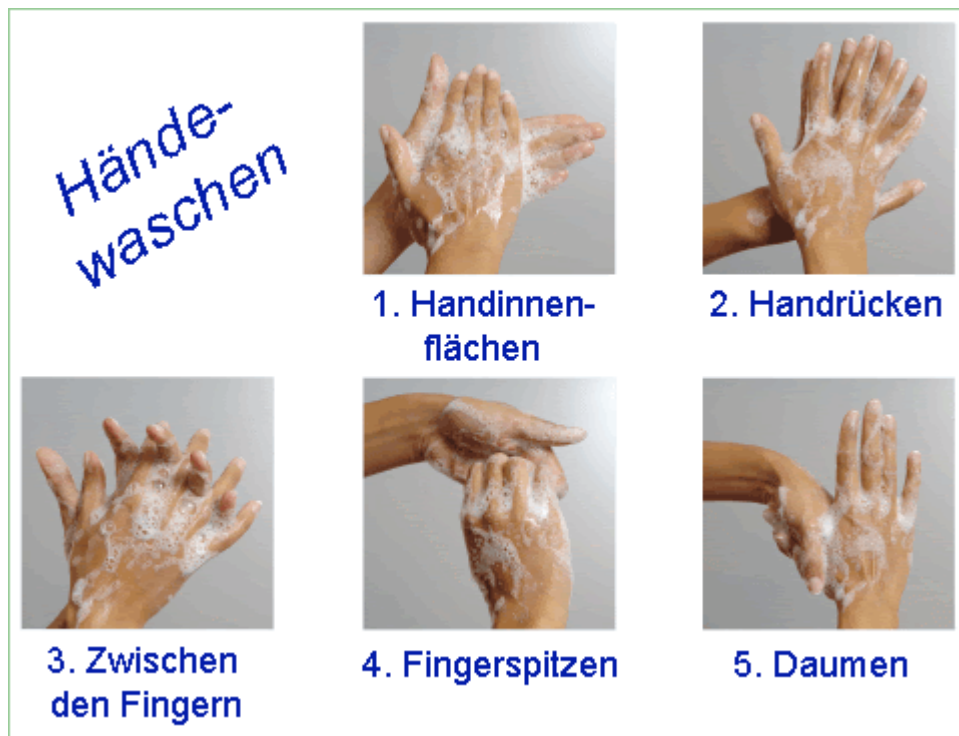 Hände-
waschen
1. Handinnen-
flächen
2. Handrücken
3. Zwischen
den Fingern
4. Fingerspitzen
5. Daumen